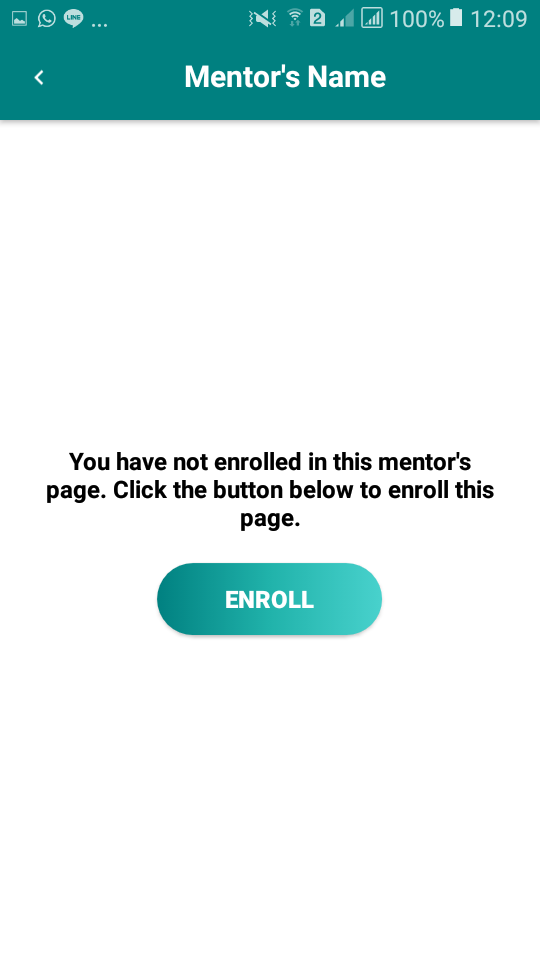 LINE ... 2 100% 12:09
Mentor's Name
You have not enrolled in this mentor's
page. Click the button below to enroll this
page.
ENROLL